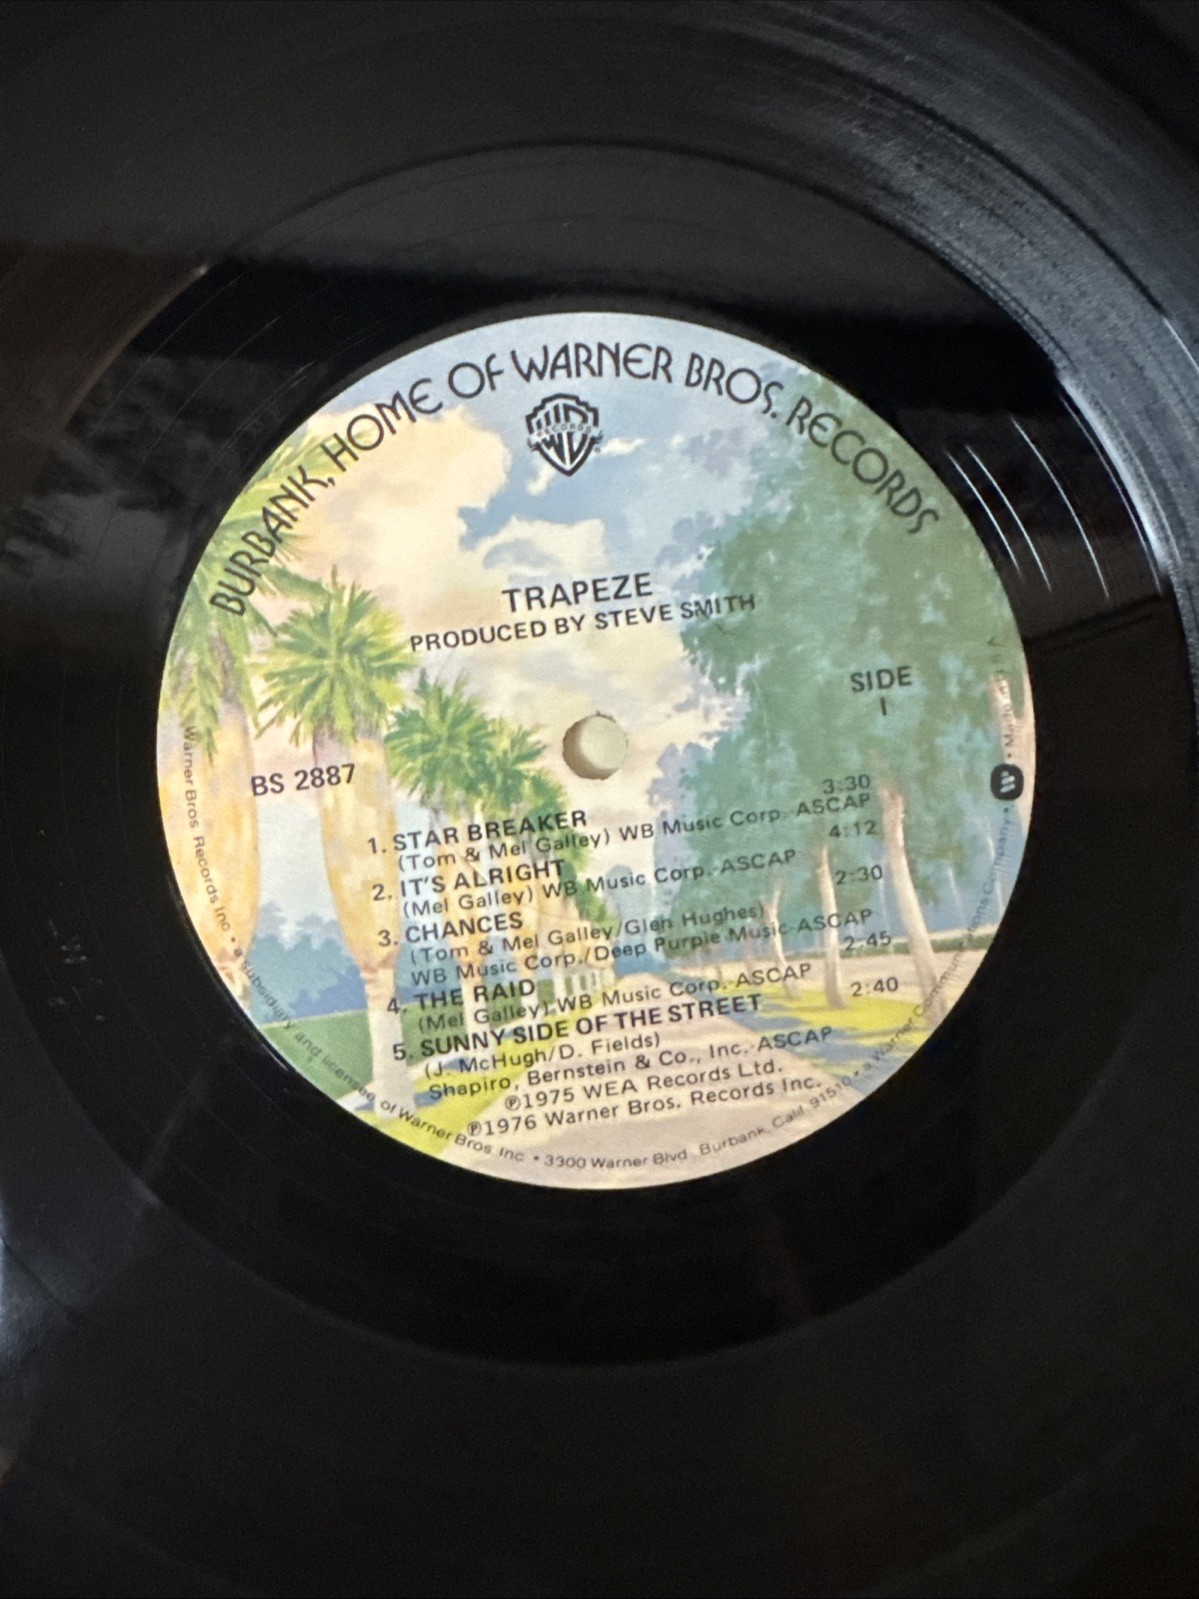 BURBANK, HOME OF WARNER BROS. RECORDS
WB
RECORDS
TRAPEZE
PRODUCED BY STEVE SMITH
SIDE
1
BS 2887
1. STAR BREAKER 3:30
(Tom & Mel Galley) WB Music Corp.-ASCAP
2. IT'S ALRIGHT 4:12
(Mel Galley) WB Music Corp.-ASCAP
3. CHANCES 2:30
(Tom & Mel Galley/Glen Hughes)
WB Music Corp./Deep Purple Music-ASCAP
4. THE RAID 2:45
(Mel Galley) WB Music Corp.-ASCAP
5. SUNNY SIDE OF THE STREET 2:40
(J. McHugh/D. Fields)
Shapiro, Bernstein & Co., Inc.-ASCAP
℗1975 WEA Records Ltd.
℗1976 Warner Bros. Records Inc.
Warner Bros. Records Inc. • a subsidiary and licensee of Warner Bros. Inc. • 3300 Warner Blvd., Burbank, Calif. 91510 • a Warner Communications Company • Made in U.S.A.